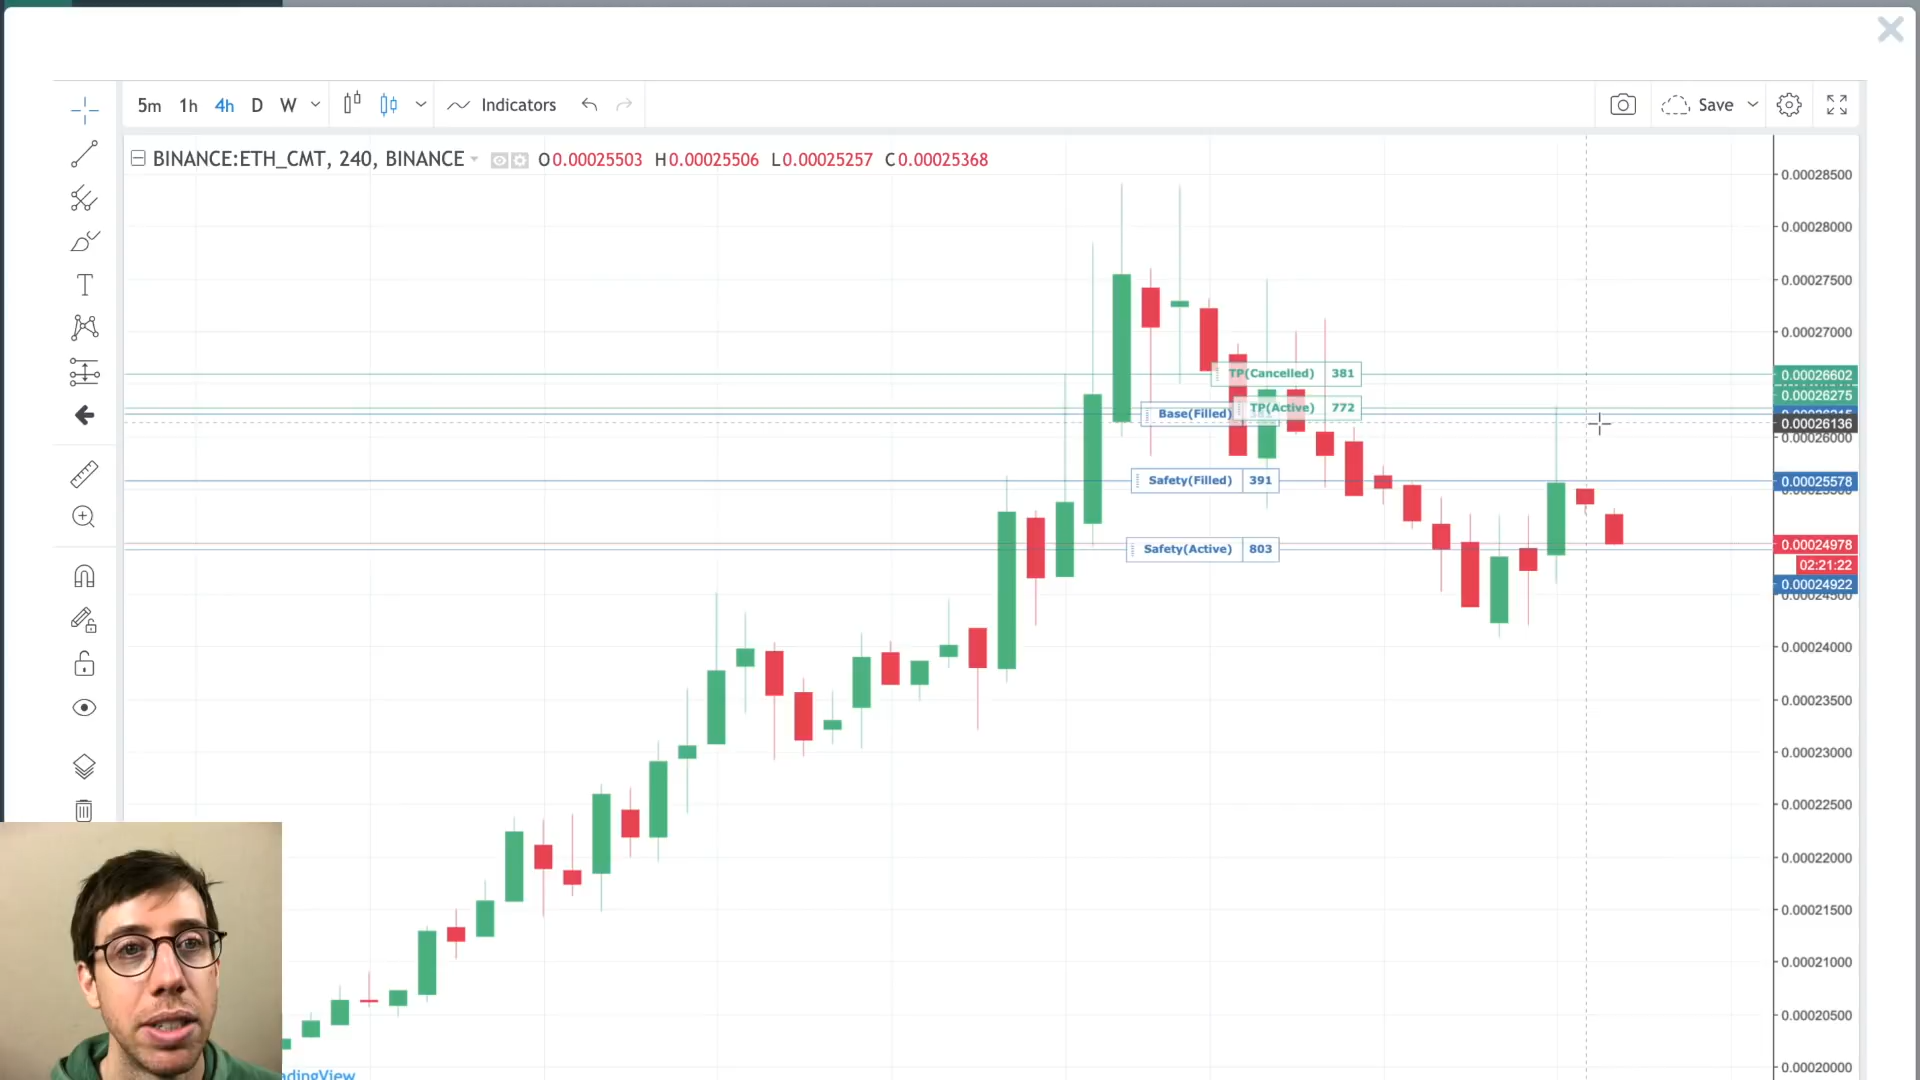 5m 1h 4h D W Indicators Save
BINANCE:ETH_CMT, 240, BINANCE O0.00025503 H0.00025506 L0.00025257 C0.00025368
0.00028500
0.00028000
0.00027500
0.00027000
TP(Cancelled) 381
0.00026602
0.00026275
TP(Active) 772
Base(Filled)
0.00026136
0.00026000
Safety(Filled) 391
0.00025578
Safety(Active) 803
0.00024978
02:21:22
0.00024922
0.00024500
0.00024000
0.00023500
0.00023000
0.00022500
0.00022000
0.00021500
0.00021000
0.00020500
0.00020000
adingView